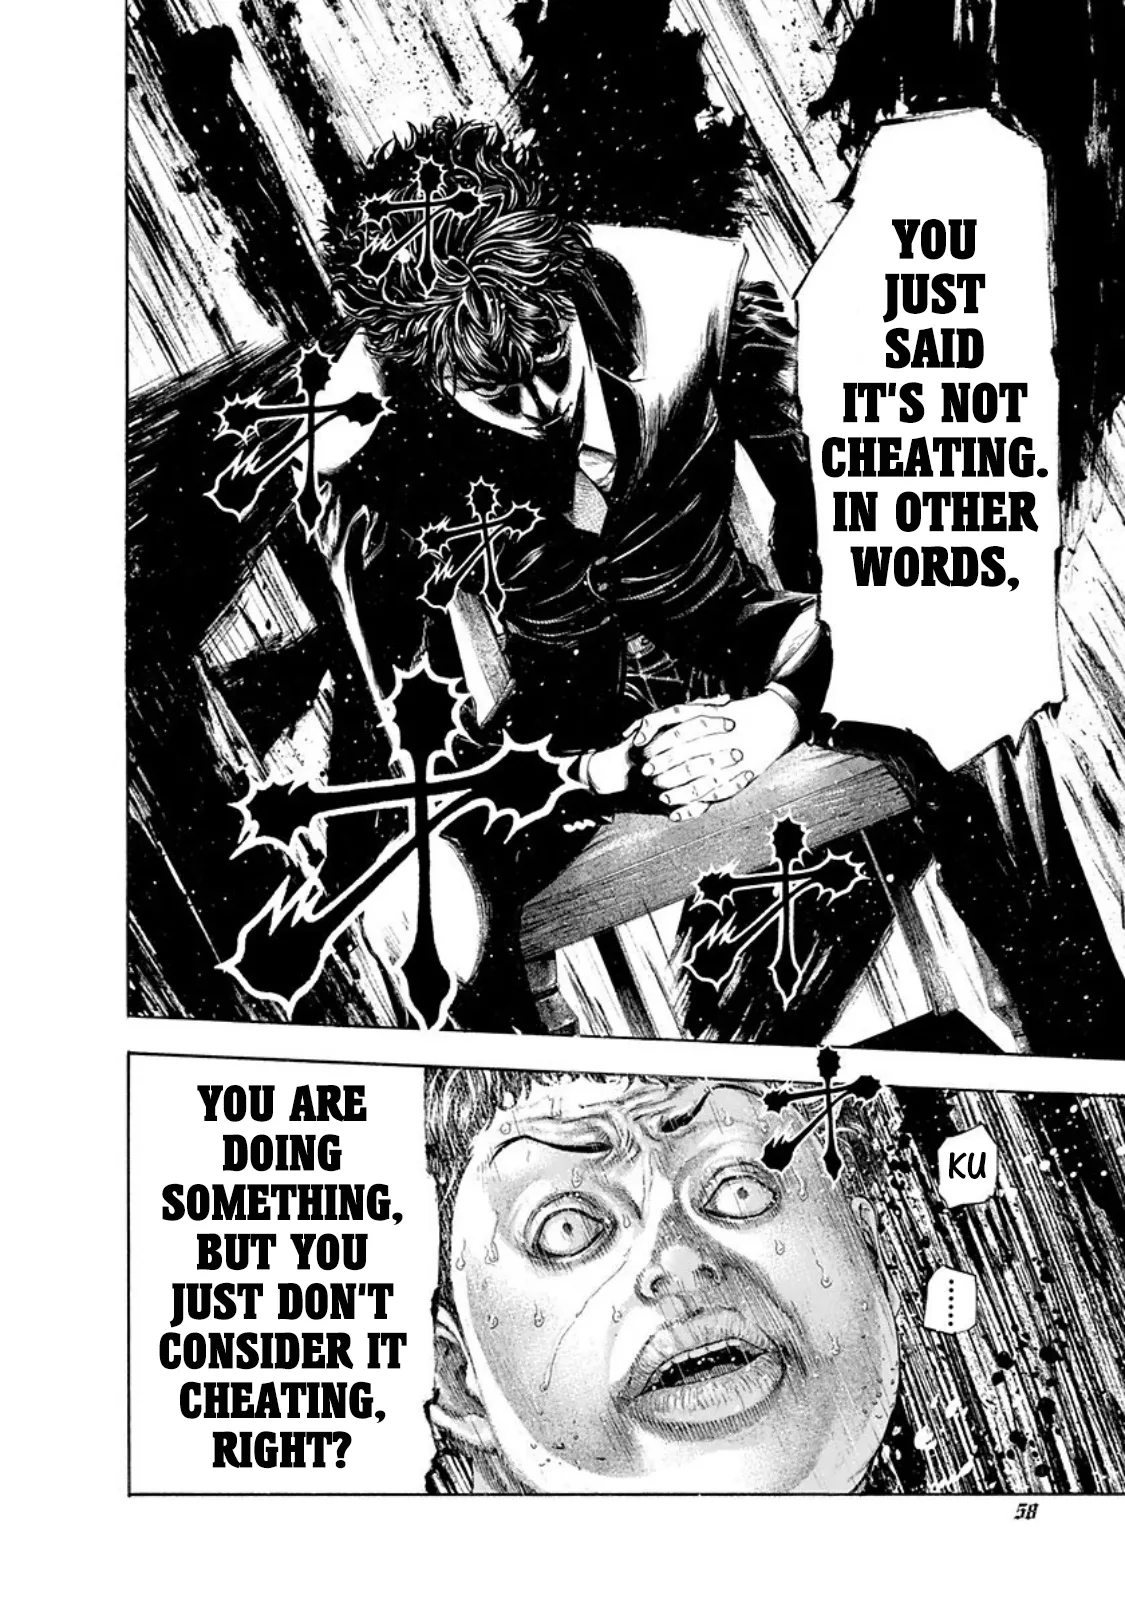 YOU
JUST
SAID
IT'S NOT
CHEATING.
IN OTHER
WORDS,
KU
......
YOU ARE
DOING
SOMETHING,
BUT YOU
JUST DON'T
CONSIDER IT
CHEATING,
RIGHT?
58